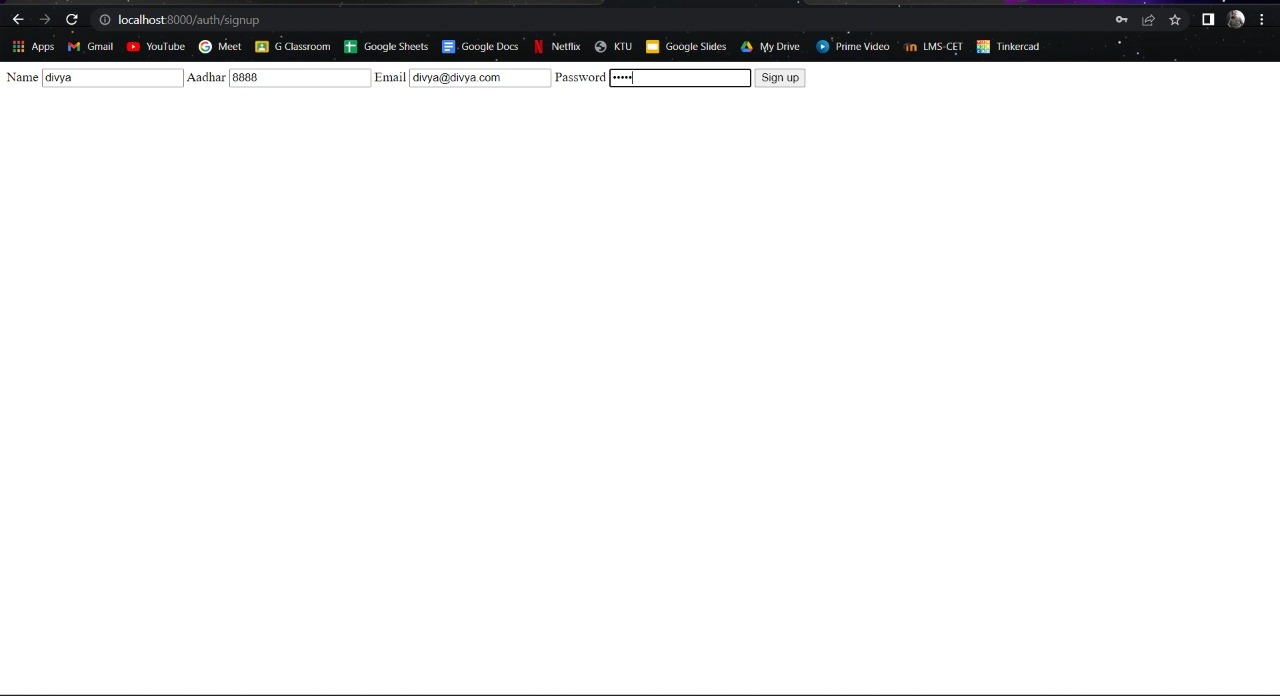 localhost:8000/auth/signup
Apps Gmail YouTube Meet G Classroom Google Sheets Google Docs Netflix KTU Google Slides My Drive Prime Video LMS-CET Tinkercad
Name divya Aadhar 8888 Email divya@divya.com Password ••••• Sign up